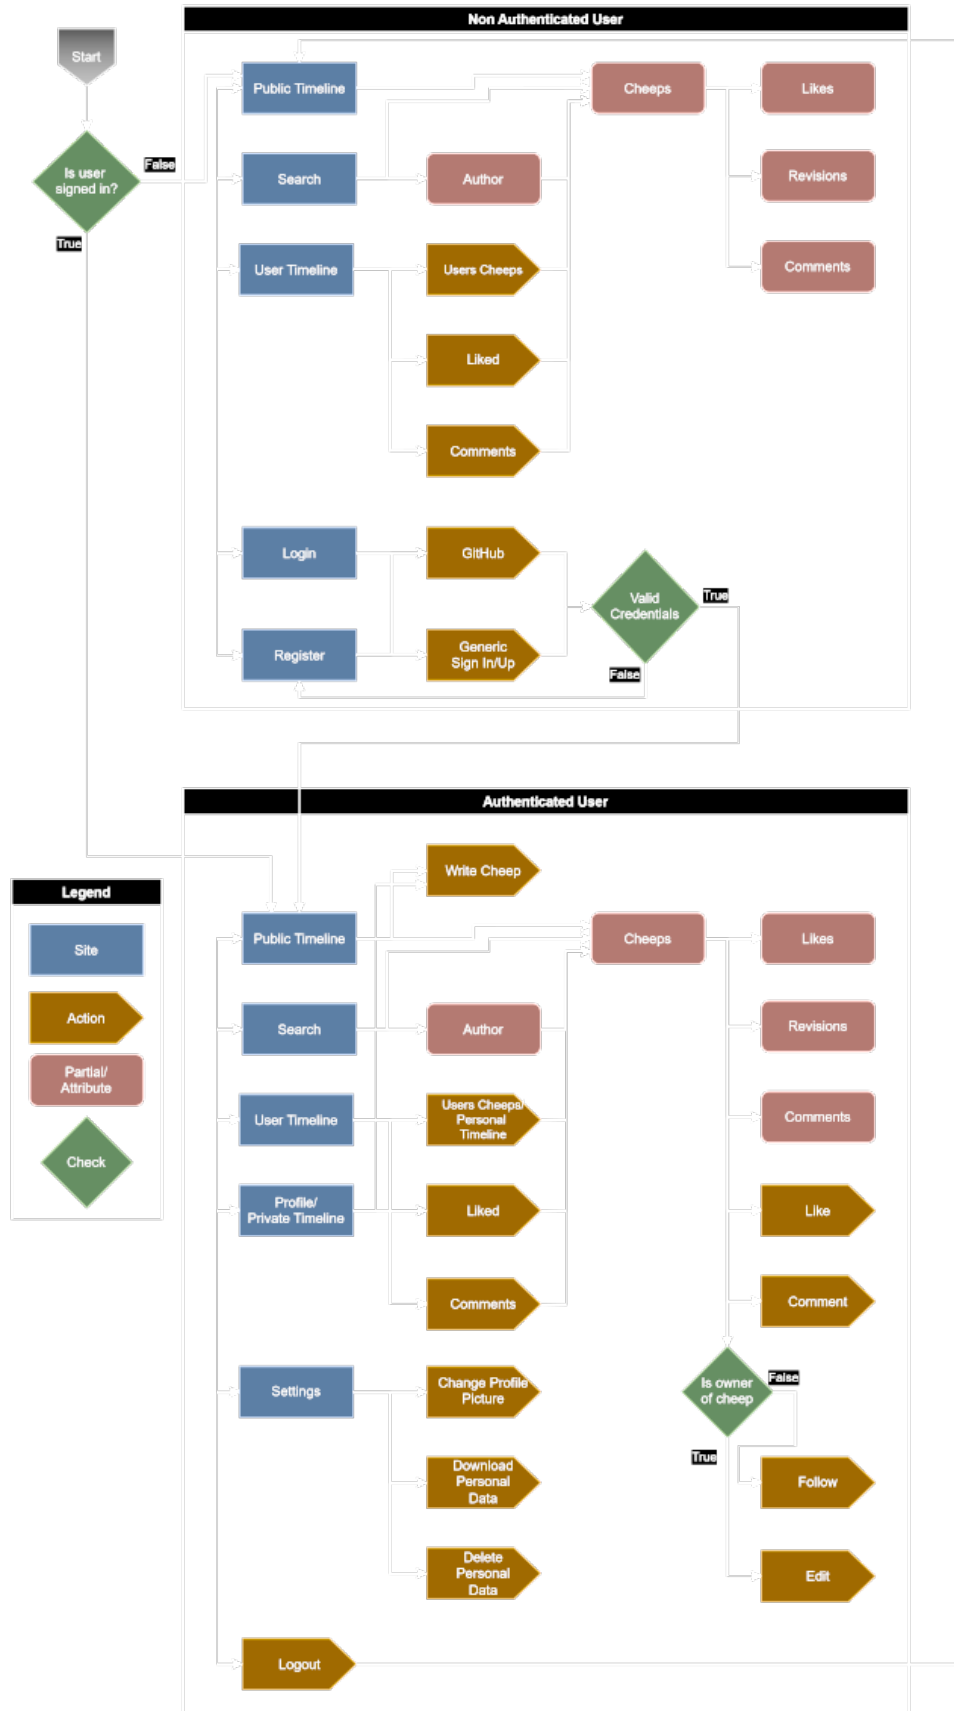 Non Authenticated User
Start
Public Timeline
Cheeps
Likes
False
Is user
signed in?
True
Search
Author
Revisions
User Timeline
Users Cheeps
Comments
Liked
Comments
Login
GitHub
Valid
Credentials
True
Register
Generic
Sign In/Up
False
Authenticated User
Write Cheep
Legend
Site
Action
Partial/
Attribute
Check
Public Timeline
Cheeps
Likes
Search
Author
Revisions
User Timeline
Users Cheeps/
Personal
Timeline
Comments
Profile/
Private Timeline
Liked
Like
Comments
Comment
Settings
Change Profile
Picture
Is owner
of cheep
False
True
Download
Personal
Data
Follow
Delete
Personal
Data
Edit
Logout